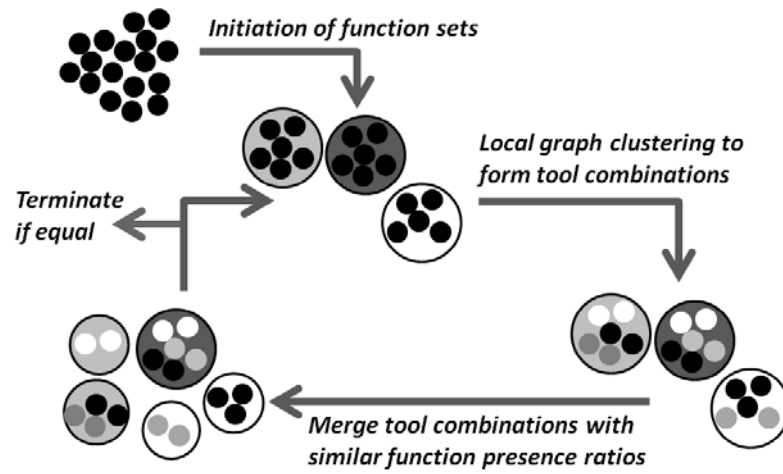 Initiation of function sets
Local graph clustering to
form tool combinations
Terminate
if equal
Merge tool combinations with
similar function presence ratios